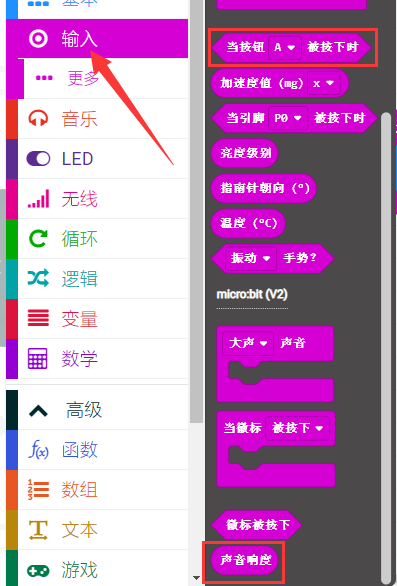 基本
输入
更多
音乐
LED
无线
循环
逻辑
变量
数学
高级
函数
数组
文本
游戏
当按钮 A 被按下时
加速度值 (mg) x
当引脚 P0 被按下时
亮度级别
指南针朝向 (°)
温度 (°C)
振动 手势?
micro:bit (V2)
大声 声音
当徽标 被按下
徽标被按下
声音响度